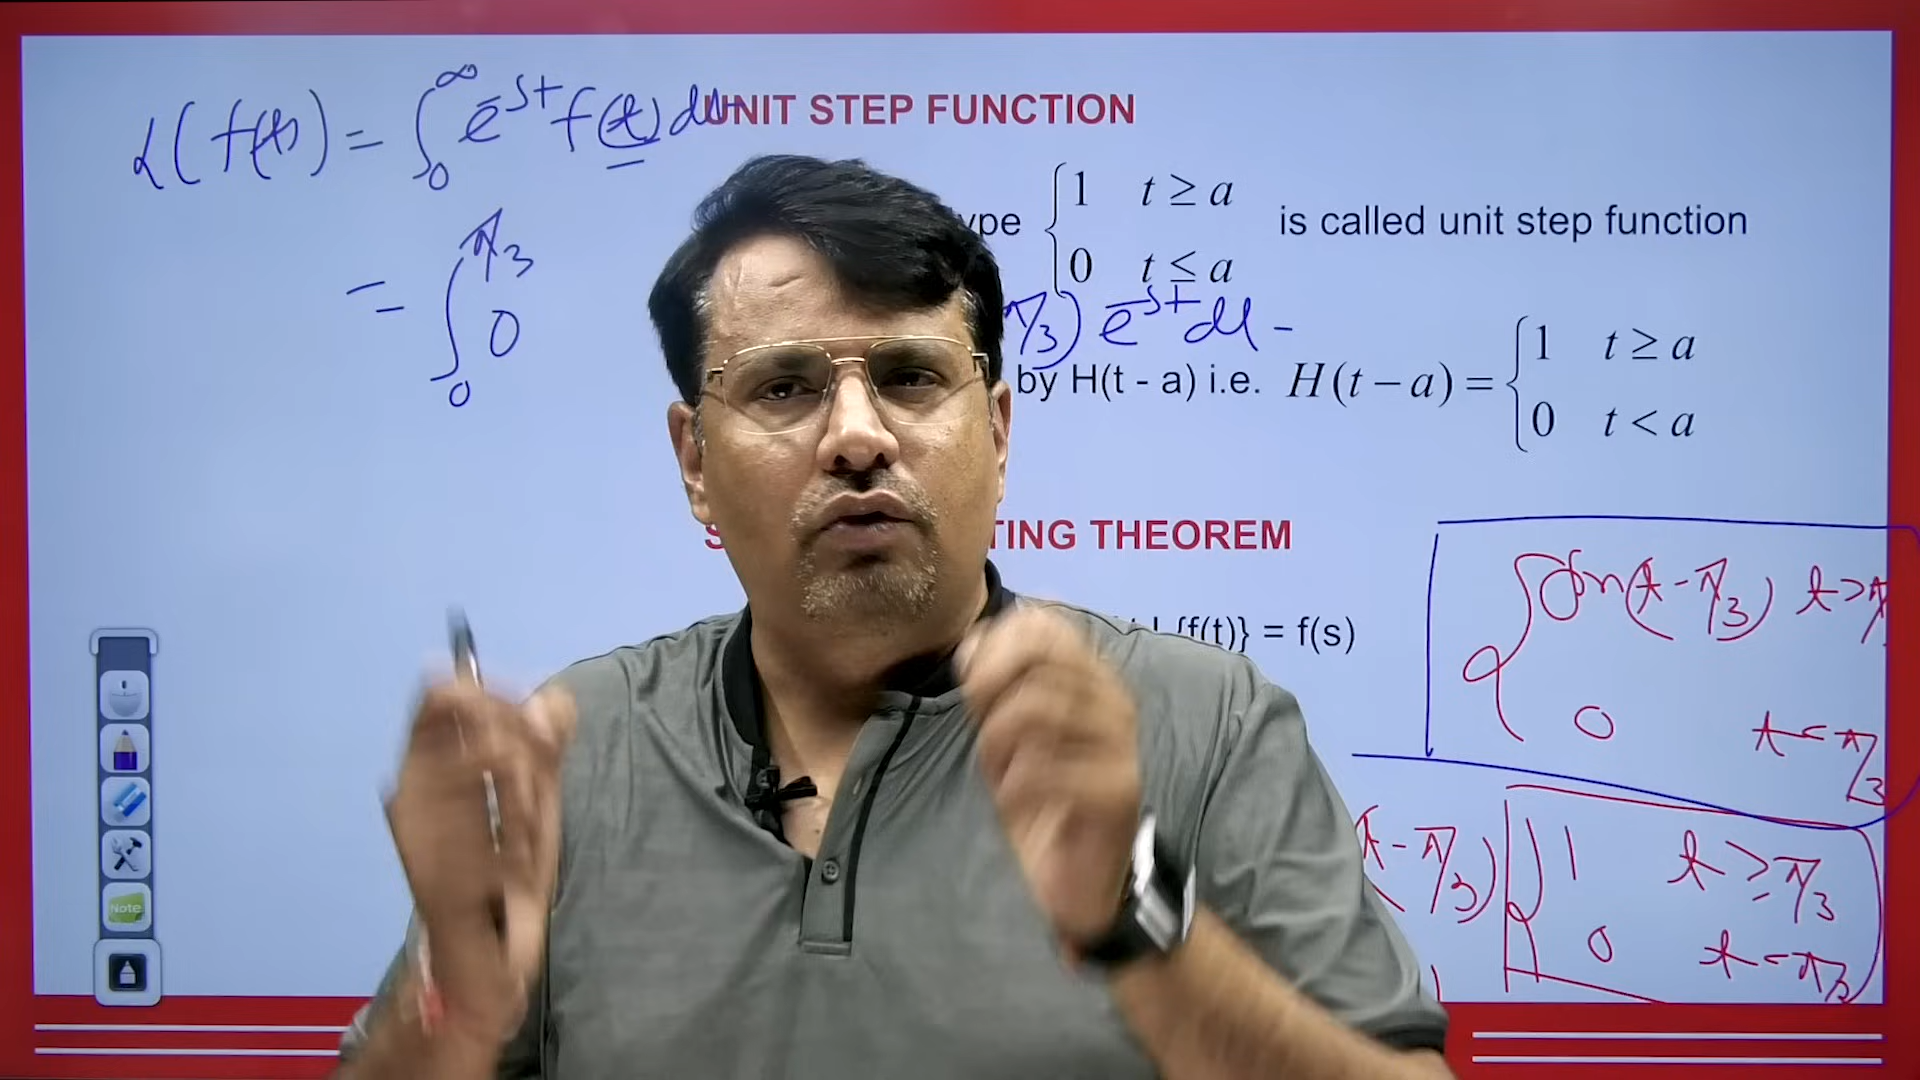 L(f(t)) = ∫₀^∞ e^-st f(t) dt
UNIT STEP FUNCTION
{ 1 t ≥ a
is called unit step function
0 t ≤ a
= ∫₀^π/3 0
π/3) e^-st dt -
by H(t - a) i.e. H(t - a) = { 1 t ≥ a
0 t < a
TING THEOREM
{f(t)} = f(s)
{ sin(t - π/3) t > π
0 t < π/3
(t - π/3) { 1 t ≥ π/3
0 t < π/3
Note